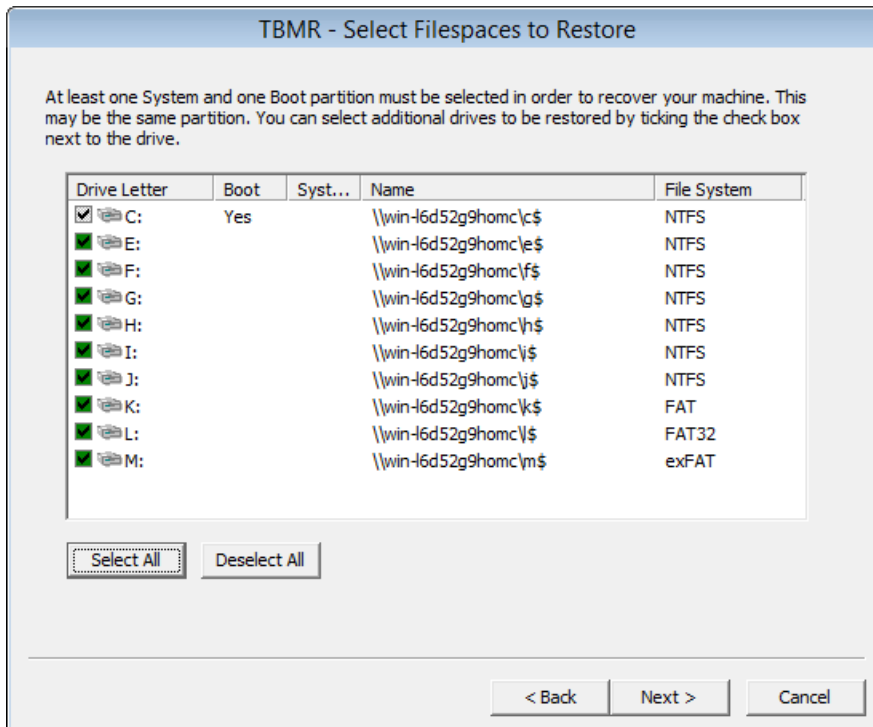 TBMR - Select Filespaces to Restore
At least one System and one Boot partition must be selected in order to recover your machine. This
may be the same partition. You can select additional drives to be restored by ticking the check box
next to the drive.
Drive Letter Boot Syst... Name File System
C: Yes \\win-l6d52g9homc\c$ NTFS
E: \\win-l6d52g9homc\e$ NTFS
F: \\win-l6d52g9homc\f$ NTFS
G: \\win-l6d52g9homc\g$ NTFS
H: \\win-l6d52g9homc\h$ NTFS
I: \\win-l6d52g9homc\i$ NTFS
J: \\win-l6d52g9homc\j$ NTFS
K: \\win-l6d52g9homc\k$ FAT
L: \\win-l6d52g9homc\l$ FAT32
M: \\win-l6d52g9homc\m$ exFAT
Select All Deselect All
< Back Next > Cancel